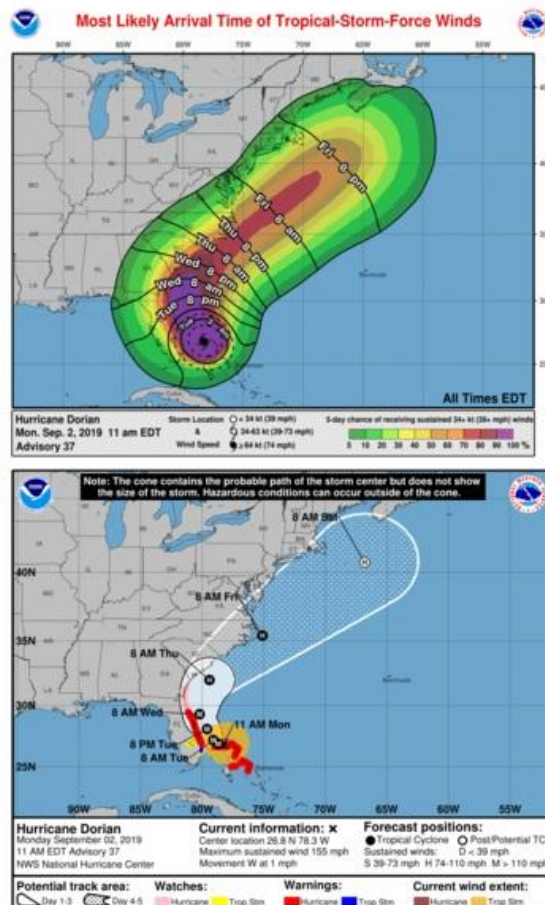 Most Likely Arrival Time of Tropical-Storm-Force Winds
90W 85W 80W 75W 70W 65W 60W 55W
Fri 8 pm
Fri 8 am
Thu 8 pm
Thu 8 am
Wed 8 pm
Wed 8 am
Tue 8 pm
Tue
Bermuda
All Times EDT
Hurricane Dorian
Mon. Sep. 2, 2019 11 am EDT
Advisory 37
Storm Location
&
Wind Speed
< 34 kt (39 mph)
34-63 kt (39-73 mph)
≥ 64 kt (74 mph)
5-day chance of receiving sustained 34+ kt (39+ mph) winds
5 10 20 30 40 50 60 70 80 90 100 %
Note: The cone contains the probable path of the storm center but does not show
the size of the storm. Hazardous conditions can occur outside of the cone.
8 AM Sat
40N
8 AM Fri
35N
8 AM Thu
30N
8 AM Wed
11 AM Mon
8 PM Tue
8 AM Tue
25N
Bermuda
90W 85W 80W 75W 70W 65W 60W
Hurricane Dorian
Monday September 02, 2019
11 AM EDT Advisory 37
NWS National Hurricane Center
Current information: x
Center location 26.8 N 78.3 W
Maximum sustained wind 155 mph
Movement W at 1 mph
Forecast positions:
Tropical Cyclone Post/Potential TC
Sustained winds: D < 39 mph
S 39-73 mph H 74-110 mph M > 110 mph
Potential track area:
Day 1-3 Day 4-5
Watches:
Hurricane Trop Stm
Warnings:
Hurricane Trop Stm
Current wind extent:
Hurricane Trop Stm